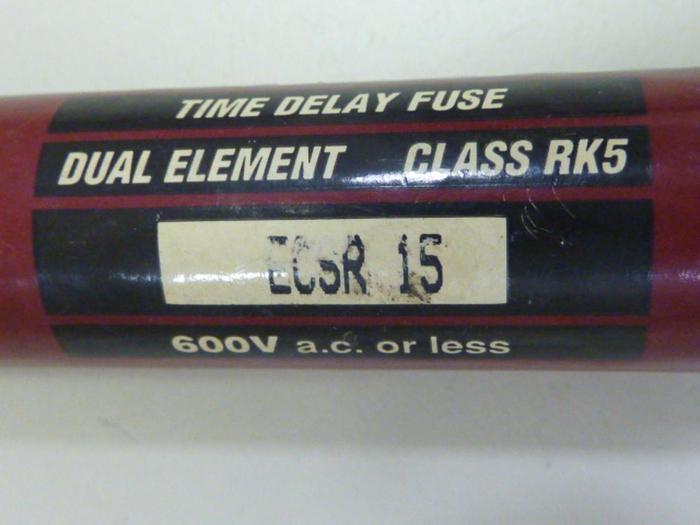 TIME DELAY FUSE
DUAL ELEMENT CLASS RK5
ECSR 15
600V a.c. or less